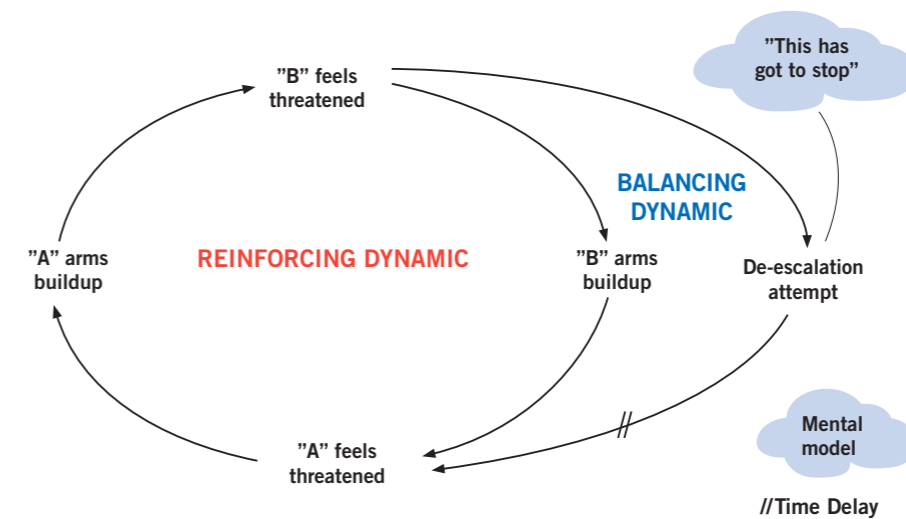 ”This has
got to stop”
”B” feels
threatened
BALANCING
DYNAMIC
”A” arms
buildup
REINFORCING DYNAMIC
”B” arms
buildup
De-escalation
attempt
”A” feels
threatened
//
Mental
model
//Time Delay